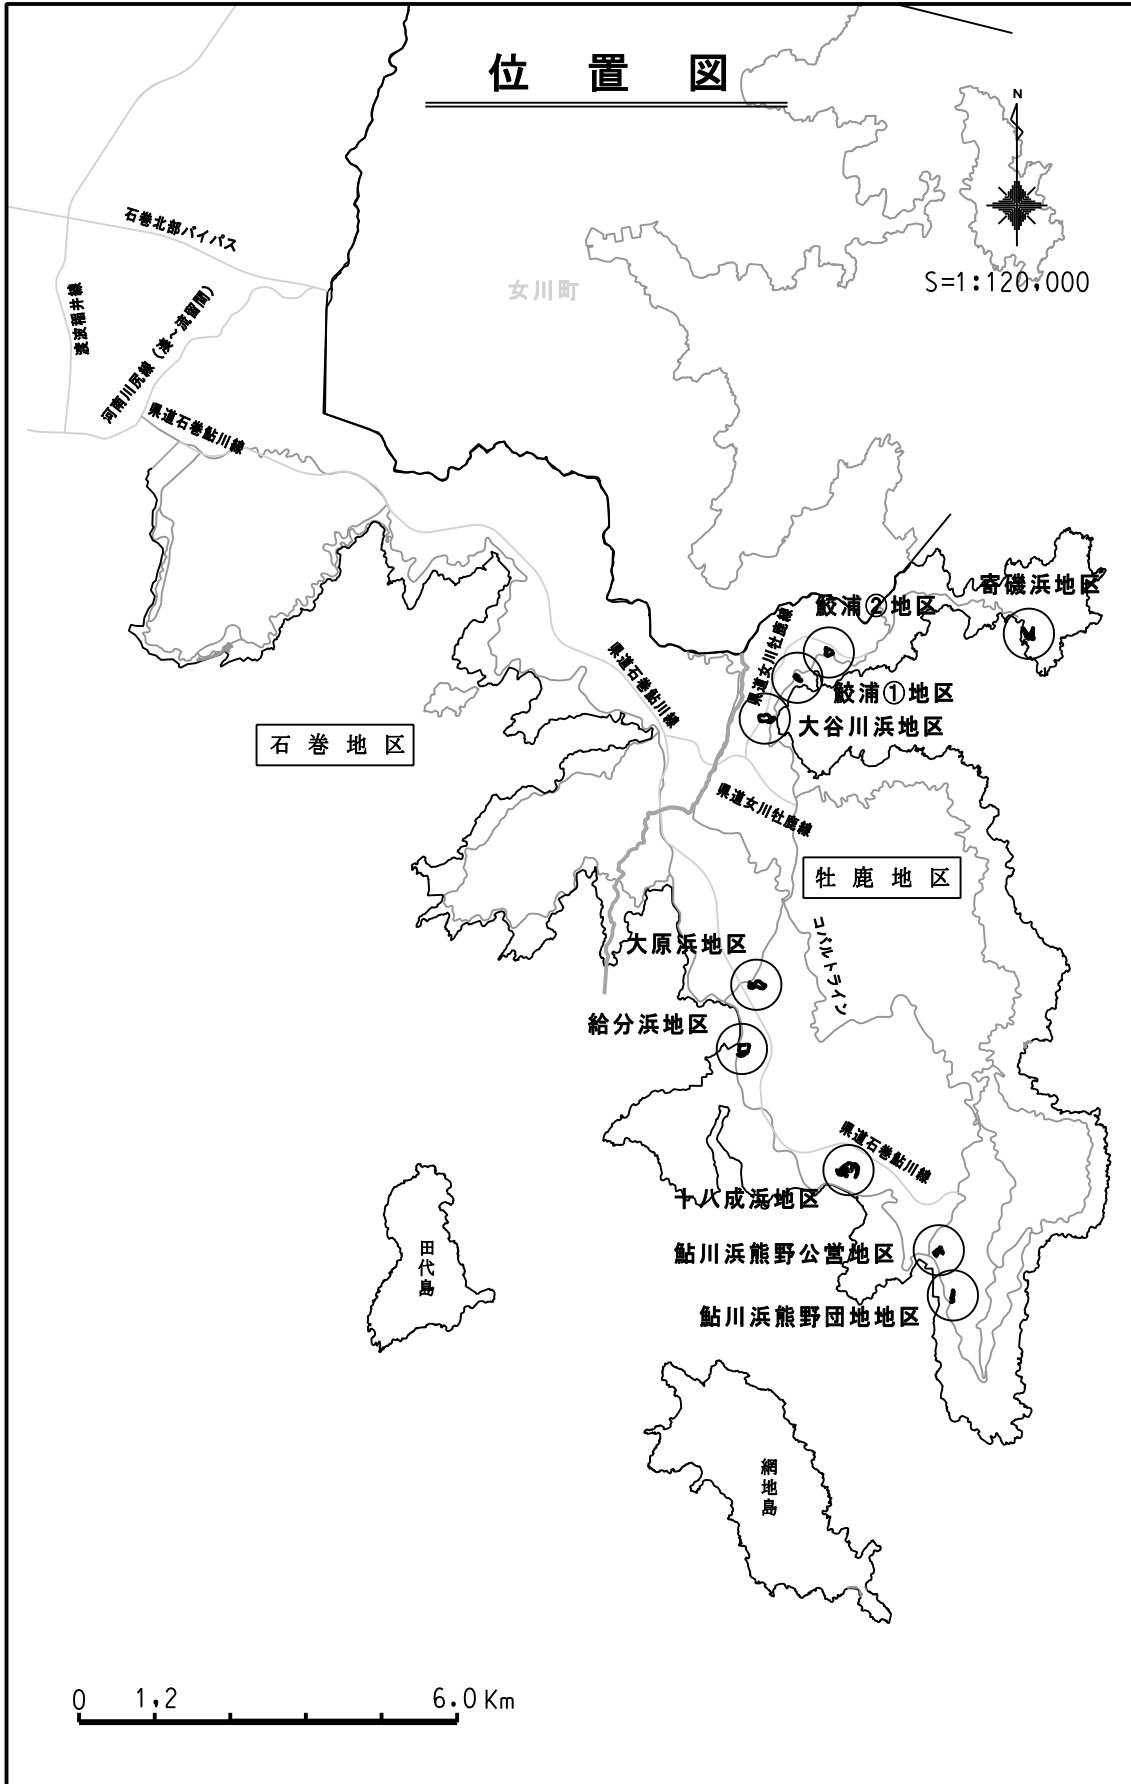 位置図
N
S=1:120,000
石巻北部バイパス
女川町
渡波稲井線
河南川尻線(湊~流留間)
県道石巻鮎川線
寄磯浜地区
鮫浦②地区
県道女川牡鹿線
鮫浦①地区
県道石巻鮎川線
大谷川浜地区
石巻地区
県道女川牡鹿線
牡鹿地区
コバルトライン
大原浜地区
給分浜地区
県道石巻鮎川線
十八成浜地区
田代島
鮎川浜熊野公営地区
鮎川浜熊野団地地区
網地島
0 1,2 6.0Km